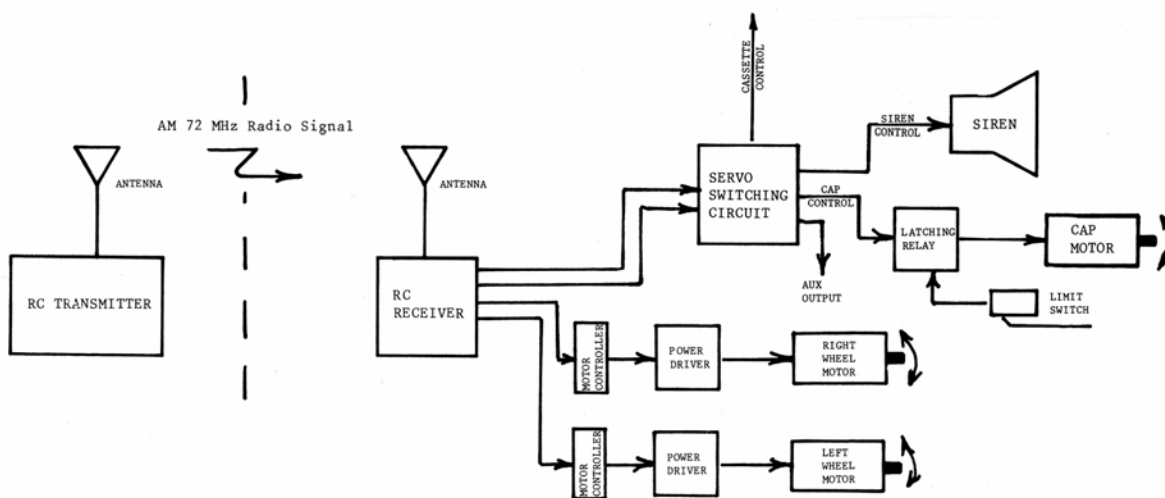 AM 72 MHz Radio Signal
ANTENNA
RC TRANSMITTER
ANTENNA
RC
RECEIVER
CASSETTE
CONTROL
SERVO
SWITCHING
CIRCUIT
SIREN
CONTROL
SIREN
CAP
CONTROL
LATCHING
RELAY
CAP
MOTOR
AUX
OUTPUT
LIMIT
SWITCH
MOTOR
CONTROLLER
POWER
DRIVER
RIGHT
WHEEL
MOTOR
MOTOR
CONTROLLER
POWER
DRIVER
LEFT
WHEEL
MOTOR